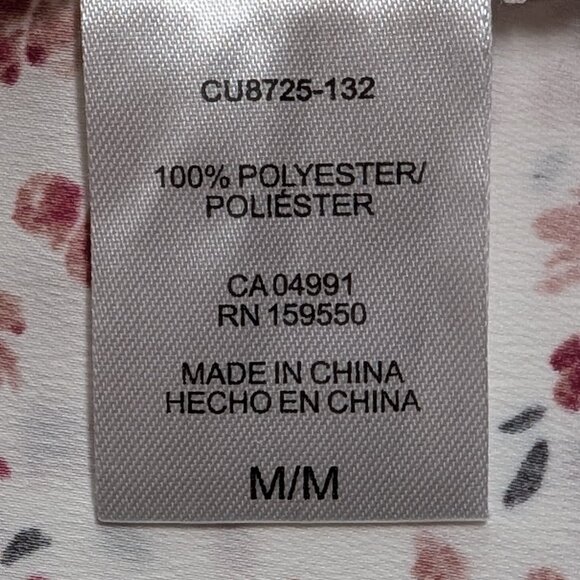 CU8725-132
100% POLYESTER/
POLIÉSTER
CA 04991
RN 159550
MADE IN CHINA
HECHO EN CHINA
M/M